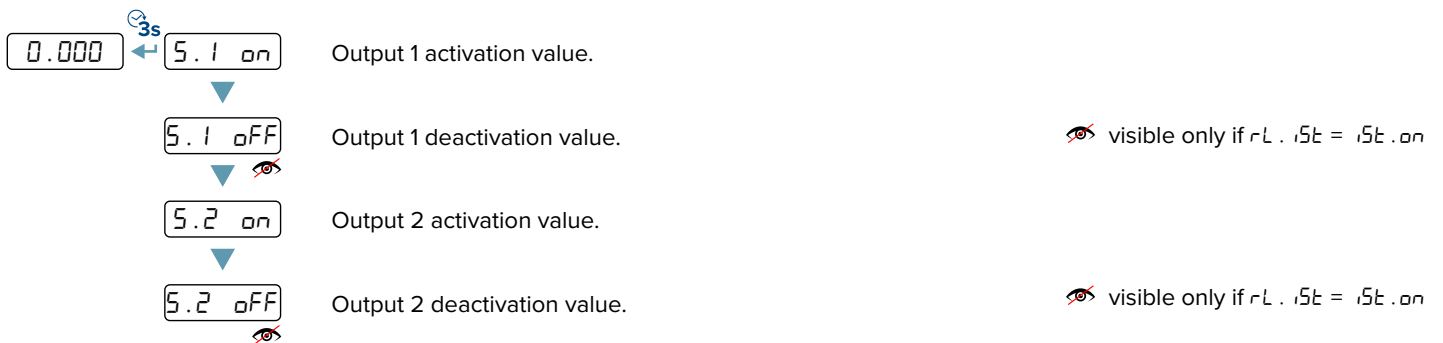 3s
0.000 S.1 on Output 1 activation value.
S.1 oFF Output 1 deactivation value. visible only if rL.iSt = iSt.on
S.2 on Output 2 activation value.
S.2 oFF Output 2 deactivation value. visible only if rL.iSt = iSt.on